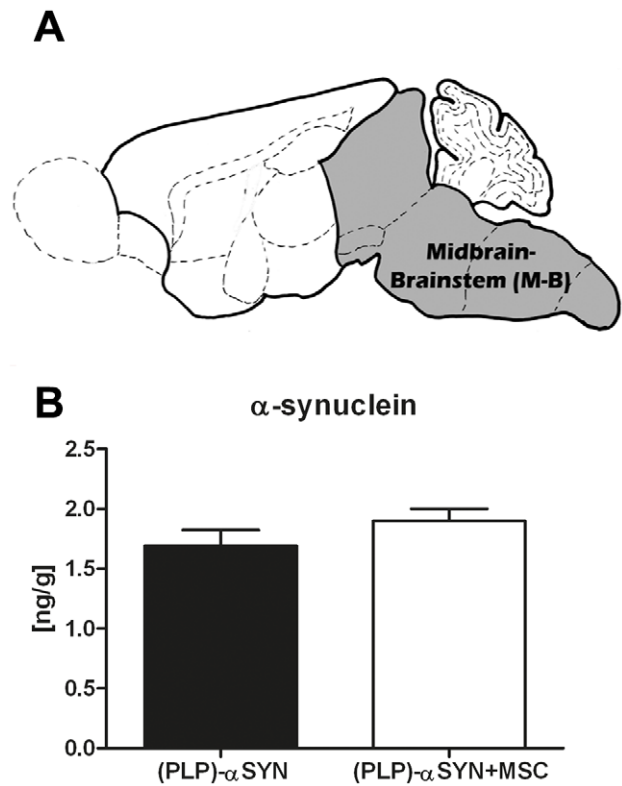 A
Midbrain-
Brainstem (M-B)
B
α-synuclein
2.5
2.0
1.5
1.0
0.5
0.0
[ng/g]
(PLP)-αSYN
(PLP)-αSYN+MSC